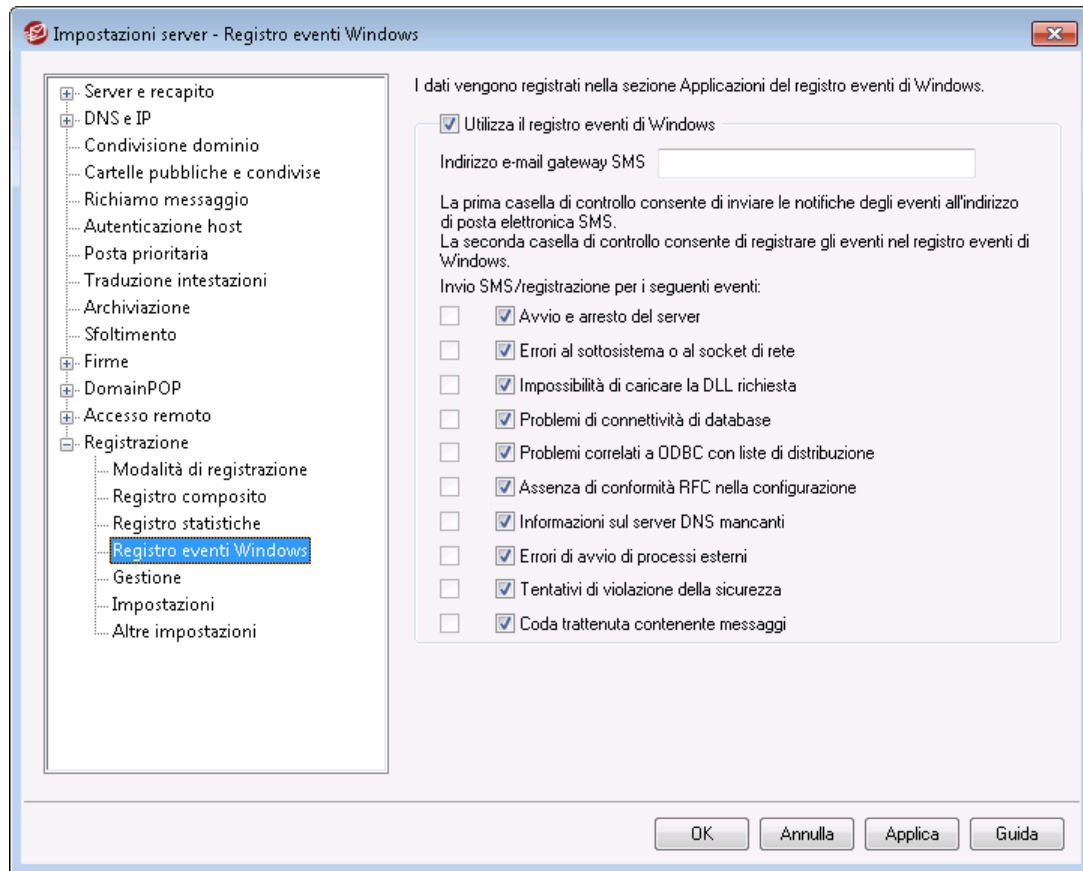 Impostazioni server - Registro eventi Windows
Server e recapito
DNS e IP
Condivisione dominio
Cartelle pubbliche e condivise
Richiamo messaggio
Autenticazione host
Posta prioritaria
Traduzione intestazioni
Archiviazione
Sfoltimento
Firme
DomainPOP
Accesso remoto
Registrazione
Modalità di registrazione
Registro composito
Registro statistiche
Registro eventi Windows
Gestione
Impostazioni
Altre impostazioni
I dati vengono registrati nella sezione Applicazioni del registro eventi di Windows.
Utilizza il registro eventi di Windows
Indirizzo e-mail gateway SMS
La prima casella di controllo consente di inviare le notifiche degli eventi all'indirizzo
di posta elettronica SMS.
La seconda casella di controllo consente di registrare gli eventi nel registro eventi di
Windows.
Invio SMS/registrazione per i seguenti eventi:
Avvio e arresto del server
Errori al sottosistema o al socket di rete
Impossibilità di caricare la DLL richiesta
Problemi di connettività di database
Problemi correlati a ODBC con liste di distribuzione
Assenza di conformità RFC nella configurazione
Informazioni sul server DNS mancanti
Errori di avvio di processi esterni
Tentativi di violazione della sicurezza
Coda trattenuta contenente messaggi
OK
Annulla
Applica
Guida